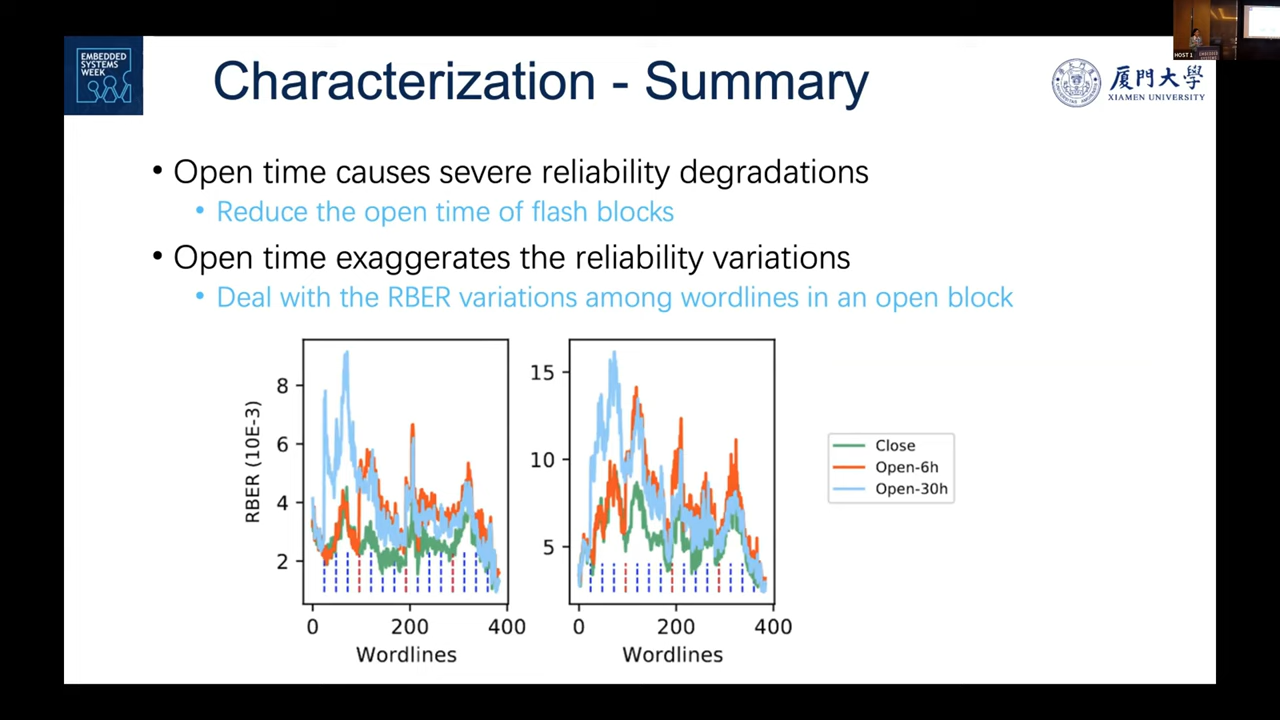 HOST 1
EMBEDDED
SYSTEMS
WEEK
Characterization - Summary
厦門大學
XIAMEN UNIVERSITY
• Open time causes severe reliability degradations
• Reduce the open time of flash blocks
• Open time exaggerates the reliability variations
• Deal with the RBER variations among wordlines in an open block
RBER (10E-3)
8
6
4
2
0 200 400
Wordlines
15
10
5
0 200 400
Wordlines
Close
Open-6h
Open-30h